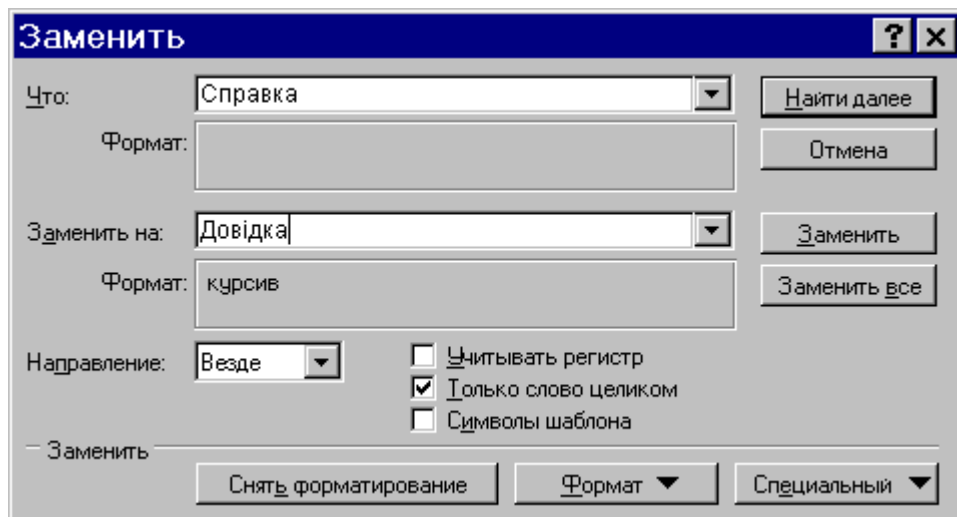 Заменить
Что: Справка Найти далее
Формат: Отмена
Заменить на: Довідка Заменить
Формат: курсив Заменить все
Направление: Везде Учитывать регистр
Только слово целиком
Символы шаблона
Заменить
Снять форматирование Формат Специальный